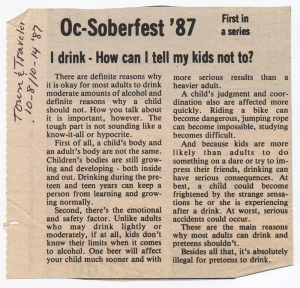 Oc-Soberfest '87
First in
a series
I drink - How can I tell my kids not to?
There are definite reasons why
it is okay for most adults to drink
moderate amounts of alcohol and
definite reasons why a child
should not. How you talk about
it is important, however. The
tough part is not sounding like a
know-it-all or hypocrite.
First of all, a child's body and
an adult's body are not the same.
Children's bodies are still grow-
ing and developing - both inside
and out. Drinking during the pre-
teen and teen years can keep a
person from learning and grow-
ing normally.
Second, there's the emotional
and safety factor. Unlike adults
who may drink lightly or
moderately, if at all, kids don't
know their limits when it comes
to alcohol. One beer will affect
your child much sooner and with
more serious results than a
heavier adult.
A child's judgment and coor-
dination also are affected more
quickly. Riding a bike can
become dangerous, jumping rope
can become impossible, studying
becomes difficult.
And because kids are more
likely than adults to do
something on a dare or try to im-
press their friends, drinking can
have serious consequences. At
best, a child could become
frightened by the strange sensa-
tions he or she is experiencing
after a drink. At worst, serious
accidents could occur.
These are the main reasons
why most adults can drink and
preteens shouldn't.
Besides all that, it's absolutely
illegal for preteens to drink.
Town & Traveler
10-8/10-14 '87